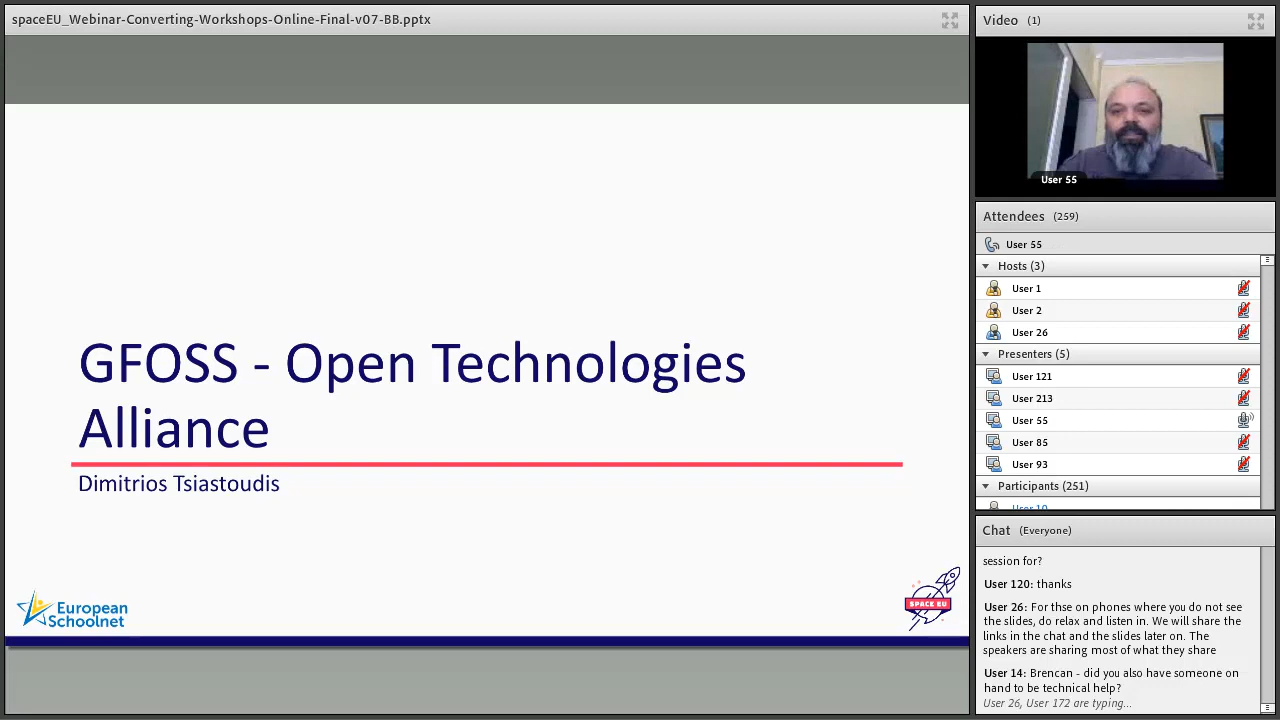 spaceEU_Webinar-Converting-Workshops-Online-Final-v07-BB.pptx
GFOSS - Open Technologies
Alliance
Dimitrios Tsiastoudis
European
Schoolnet
SPACE EU
Video (1)
User 55
Attendees (259)
User 55
Hosts (3)
User 1
User 2
User 26
Presenters (5)
User 121
User 213
User 55
User 85
User 93
Participants (251)
User 10
Chat (Everyone)
session for?
User 120: thanks
User 26: For thse on phones where you do not see
the slides, do relax and listen in. We will share the
links in the chat and the slides later on. The
speakers are sharing most of what they share
User 14: Brencan - did you also have someone on
hand to be technical help?
User 26, User 172 are typing...